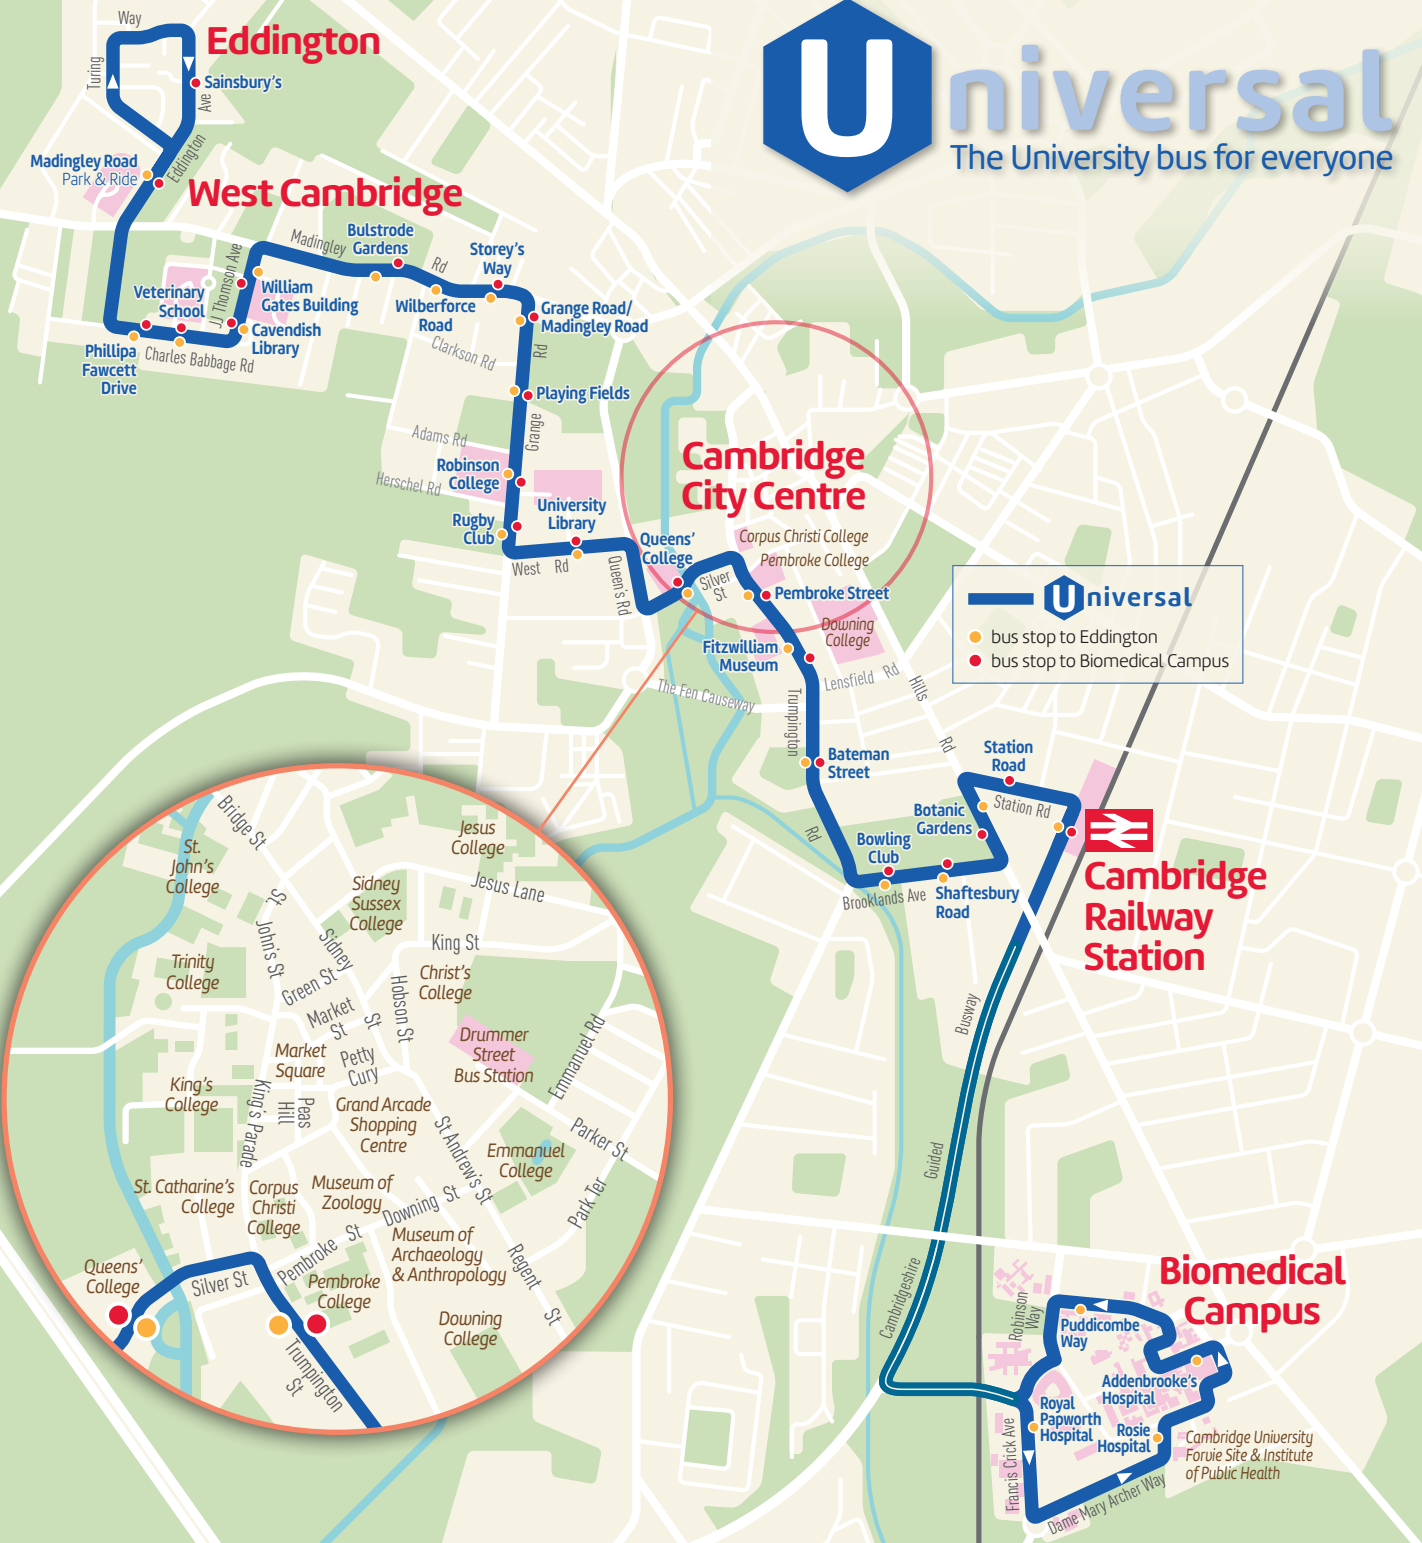 Universal
The University bus for everyone
Way
Eddington
Turing
Sainsbury's
Ave
Eddington
Madingley Road
Park & Ride
West Cambridge
Bulstrode
Gardens
Madingley
Rd
Storey's
Way
JJ Thomson Ave
William
Gates Building
Veterinary
School
Wilberforce
Road
Grange Road/
Madingley Road
Cavendish
Library
Clarkson Rd
Rd
Phillipa
Fawcett
Drive
Charles Babbage Rd
Playing Fields
Grange
Adams Rd
Robinson
College
Herschel Rd
Cambridge
City Centre
University
Library
Rugby
Club
West Rd
Queen's Rd
Queens'
College
Corpus Christi College
Pembroke College
Silver
St
Pembroke Street
Downing
College
Fitzwilliam
Museum
Lensfield Rd
The Fen Causeway
Hills
Rd
Trumpington
Rd
Universal
bus stop to Eddington
bus stop to Biomedical Campus
Bateman
Street
Station
Road
Station Rd
Botanic
Gardens
Bowling
Club
Brooklands Ave
Shaftesbury
Road
Cambridge
Railway
Station
Busway
Guided
Cambridgeshire
Biomedical
Campus
Robinson
Way
Puddicombe
Way
Addenbrooke's
Hospital
Royal
Papworth
Hospital
Rosie
Hospital
Cambridge University
Forvie Site & Institute
of Public Health
Francis Crick Ave
Dame Mary Archer Way
Bridge St
Jesus
College
St.
John's
College
Jesus Lane
Sidney
Sussex
College
St.
John's St
Sidney
St
King St
Trinity
College
Green St
Christ's
College
Hobson St
Market
St
Drummer
Street
Bus Station
Emmanuel Rd
Market
Square
Petty
Cury
King's
College
King's Parade
Peas
Hill
Grand Arcade
Shopping
Centre
St Andrew's St
Parker St
Emmanuel
College
St. Catharine's
College
Corpus
Christi
College
Museum of
Zoology
Downing St
Park Ter
Museum of
Archaeology
& Anthropology
Pembroke St
Regent
St
Queens'
College
Silver St
Pembroke
College
Downing
College
Trumpington
St